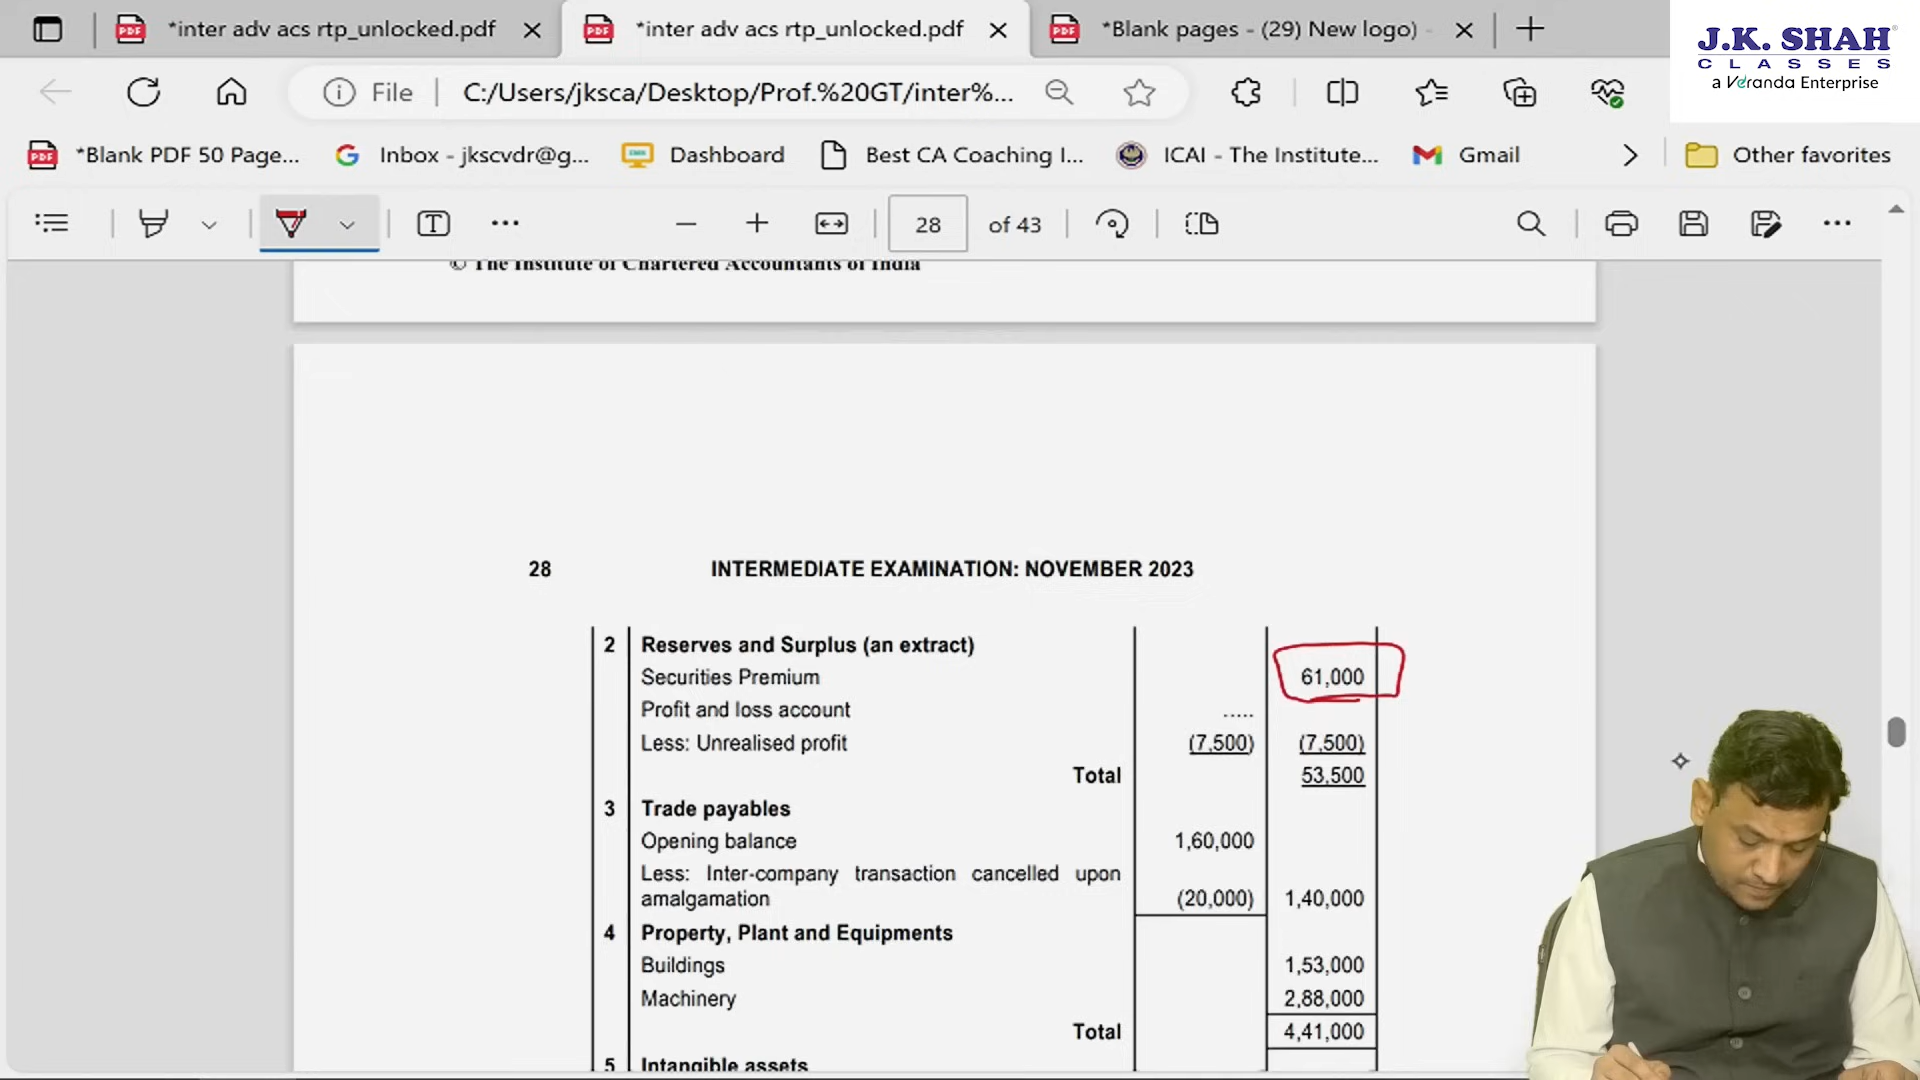 *inter adv acs rtp_unlocked.pdf
*inter adv acs rtp_unlocked.pdf
*Blank pages - (29) New logo) -
J.K. SHAH
CLASSES
a Veranda Enterprise
File
C:/Users/jksca/Desktop/Prof.%20GT/inter%...
*Blank PDF 50 Page...
Inbox - jkscvdr@g...
Dashboard
Best CA Coaching I...
ICAI - The Institute...
Gmail
Other favorites
28 of 43
© The Institute of Chartered Accountants of India
28 INTERMEDIATE EXAMINATION: NOVEMBER 2023
2 Reserves and Surplus (an extract)
Securities Premium 61,000
Profit and loss account .....
Less: Unrealised profit (7,500) (7,500)
Total 53,500
3 Trade payables
Opening balance 1,60,000
Less: Inter-company transaction cancelled upon
amalgamation (20,000) 1,40,000
4 Property, Plant and Equipments
Buildings 1,53,000
Machinery 2,88,000
Total 4,41,000
5 Intangible assets